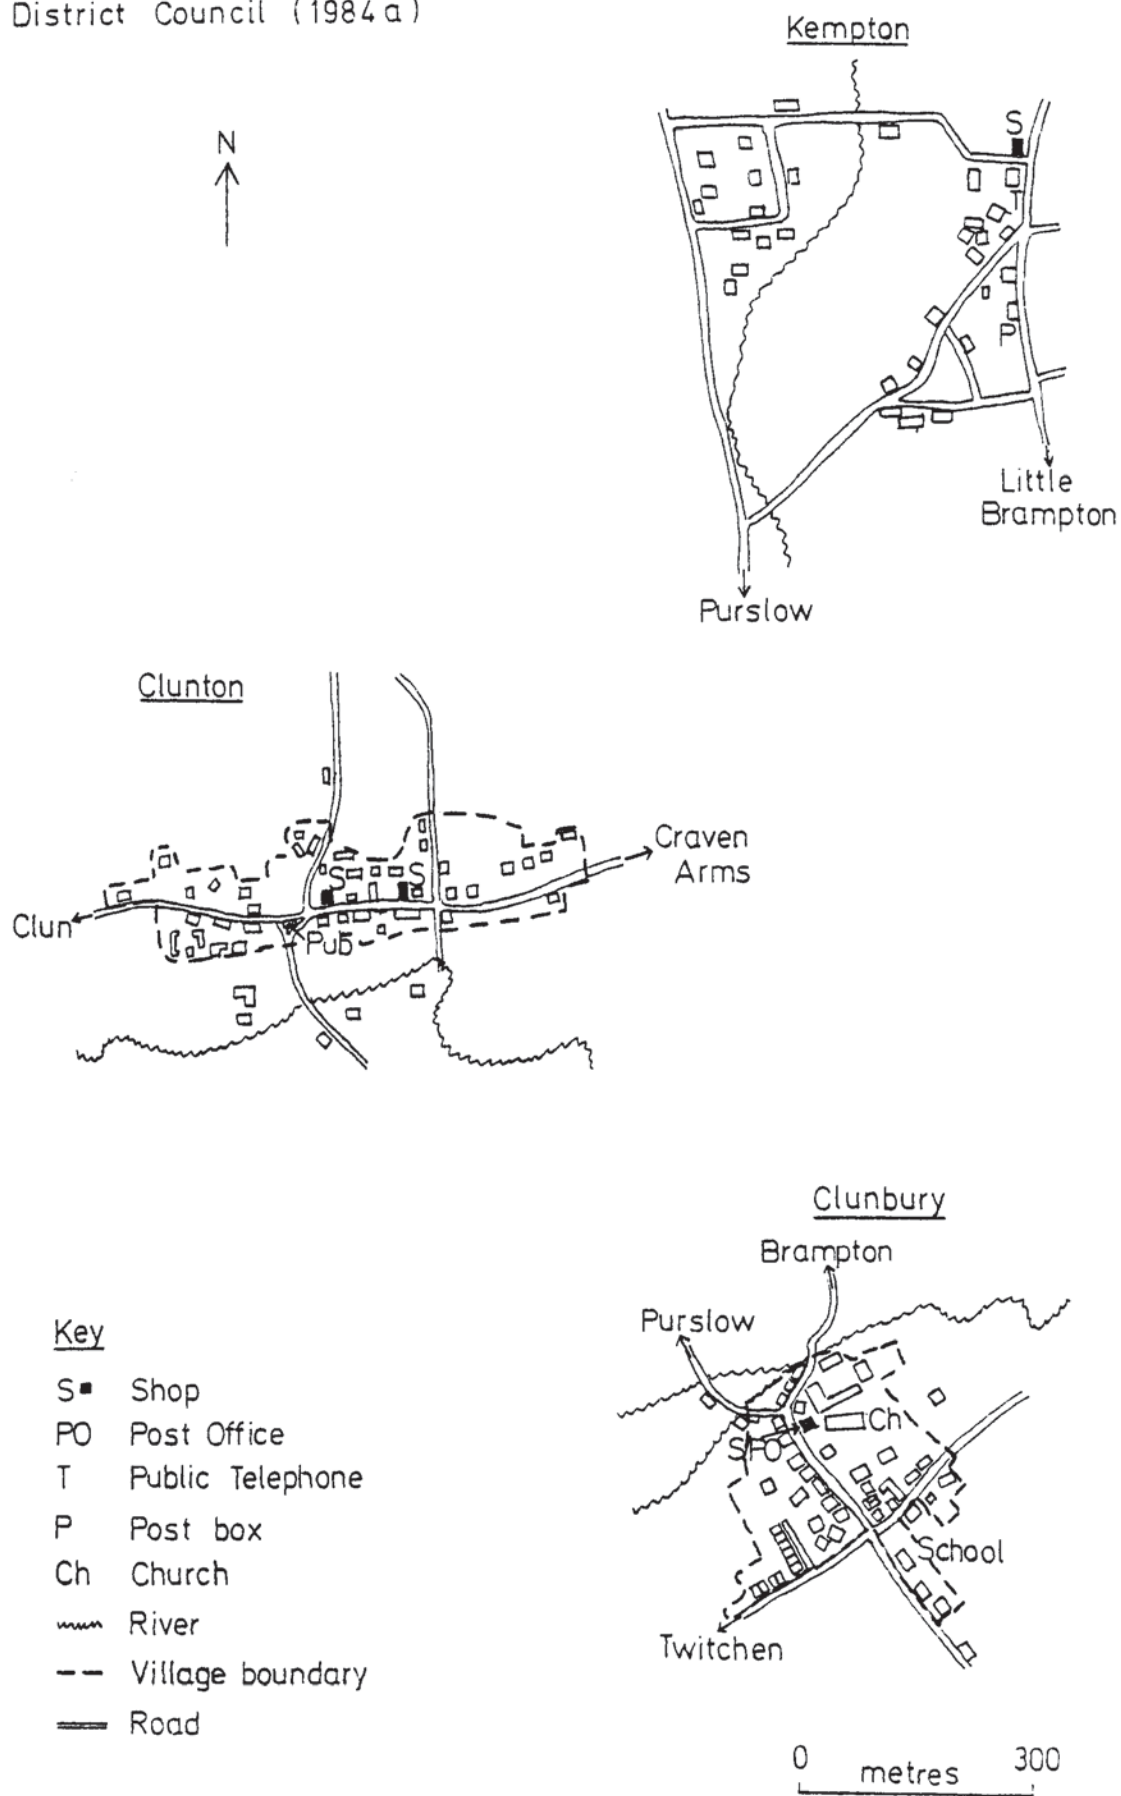 District Council (1984a)
Kempton
N
S
T
P
Little
Brampton
Purslow
Clunton
Craven
Arms
S
S
Clun
Pub
Clunbury
Brampton
Purslow
Ch
S PO
School
Twitchen
Key
S Shop
PO Post Office
T Public Telephone
P Post box
Ch Church
River
Village boundary
Road
0 300
metres